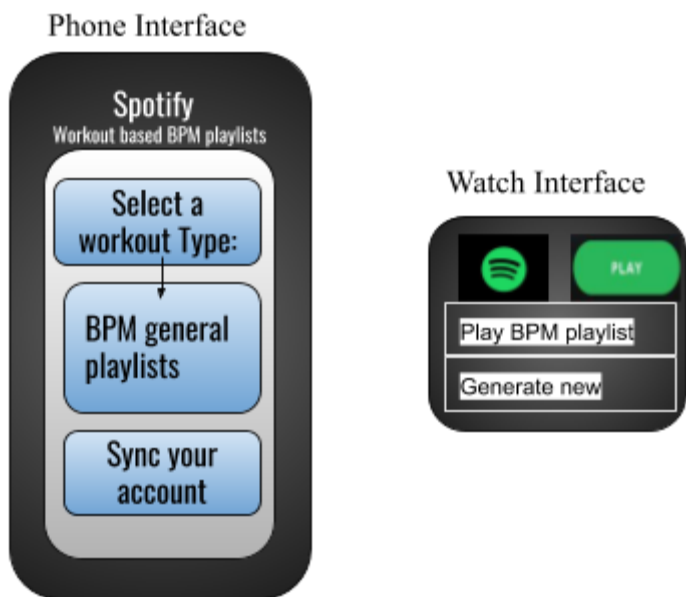 Phone Interface
Spotify
Workout based BPM playlists
Select a
workout Type:
BPM general
playlists
Sync your
account
Watch Interface
PLAY
Play BPM playlist
Generate new